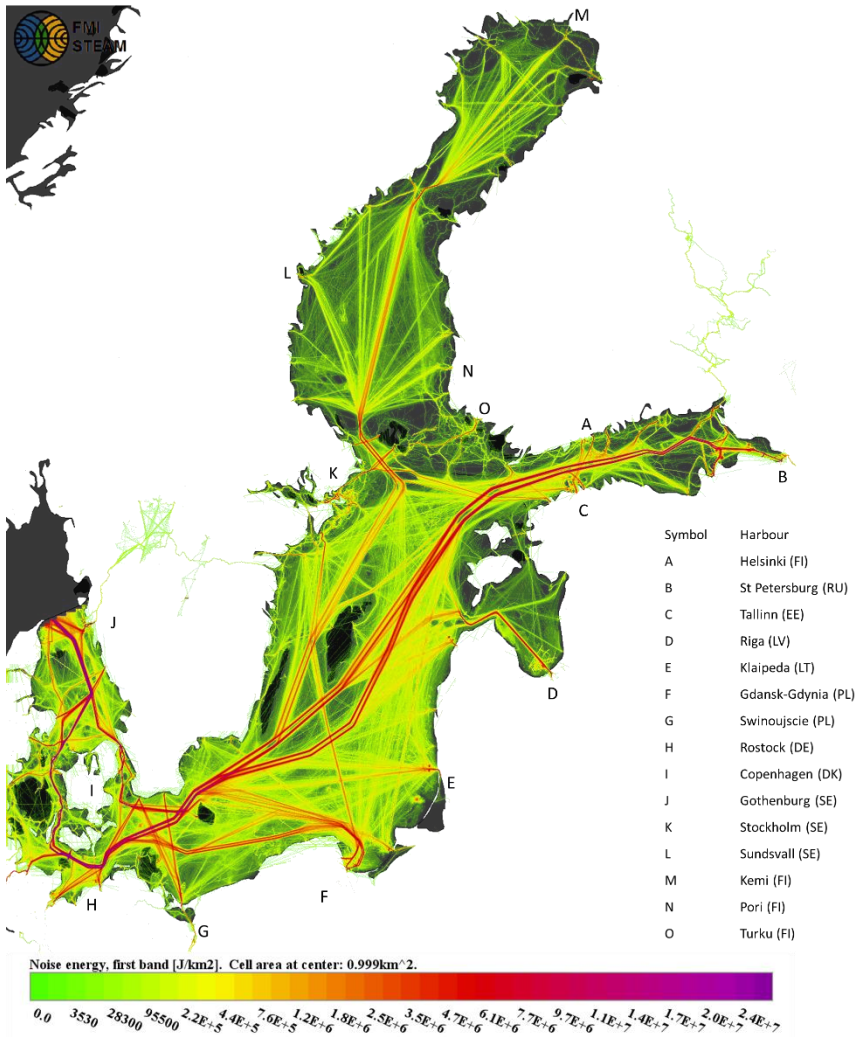 FMI
STEAM
M
L
N
O
A
K
B
C
J
D
I
E
F
H
G
Symbol Harbour
A Helsinki (FI)
B St Petersburg (RU)
C Tallinn (EE)
D Riga (LV)
E Klaipeda (LT)
F Gdansk-Gdynia (PL)
G Swinoujscie (PL)
H Rostock (DE)
I Copenhagen (DK)
J Gothenburg (SE)
K Stockholm (SE)
L Sundsvall (SE)
M Kemi (FI)
N Pori (FI)
O Turku (FI)
Noise energy, first band [J/km2]. Cell area at center: 0.999km^2.
0.0 3530 28300 95500 2.2E+5 4.4E+5 7.6E+5 1.2E+6 1.8E+6 2.5E+6 3.5E+6 4.7E+6 6.1E+6 7.7E+6 9.7E+6 1.1E+7 1.4E+7 1.7E+7 2.0E+7 2.4E+7